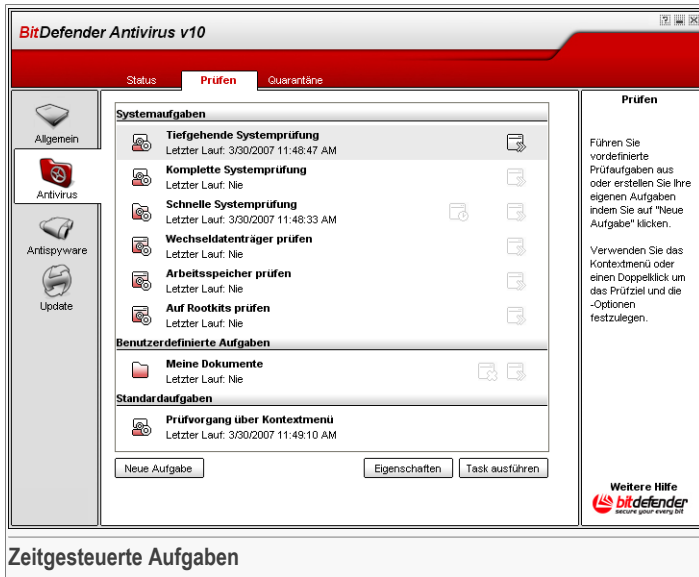 BitDefender Antivirus v10
Status Prüfen Quarantäne
Allgemein
Antivirus
Antispyware
Update
Systemaufgaben
Tiefgehende Systemprüfung
Letzter Lauf: 3/30/2007 11:48:47 AM
Komplette Systemprüfung
Letzter Lauf: Nie
Schnelle Systemprüfung
Letzter Lauf: 3/30/2007 11:48:33 AM
Wechseldatenträger prüfen
Letzter Lauf: Nie
Arbeitsspeicher prüfen
Letzter Lauf: Nie
Auf Rootkits prüfen
Letzter Lauf: Nie
Benutzerdefinierte Aufgaben
Meine Dokumente
Letzter Lauf: Nie
Standardaufgaben
Prüfvorgang über Kontextmenü
Letzter Lauf: 3/30/2007 11:49:10 AM
Neue Aufgabe Eigenschaften Task ausführen
Prüfen
Führen Sie
vordefinierte
Prüfaufgaben aus
oder erstellen Sie Ihre
eigenen Aufgaben
indem Sie auf "Neue
Aufgabe" klicken.
Verwenden Sie das
Kontextmenü oder
einen Doppelklick um
das Prüfziel und die
-Optionen
festzulegen.
Weitere Hilfe
bitdefender
secure your every bit
Zeitgesteuerte Aufgaben